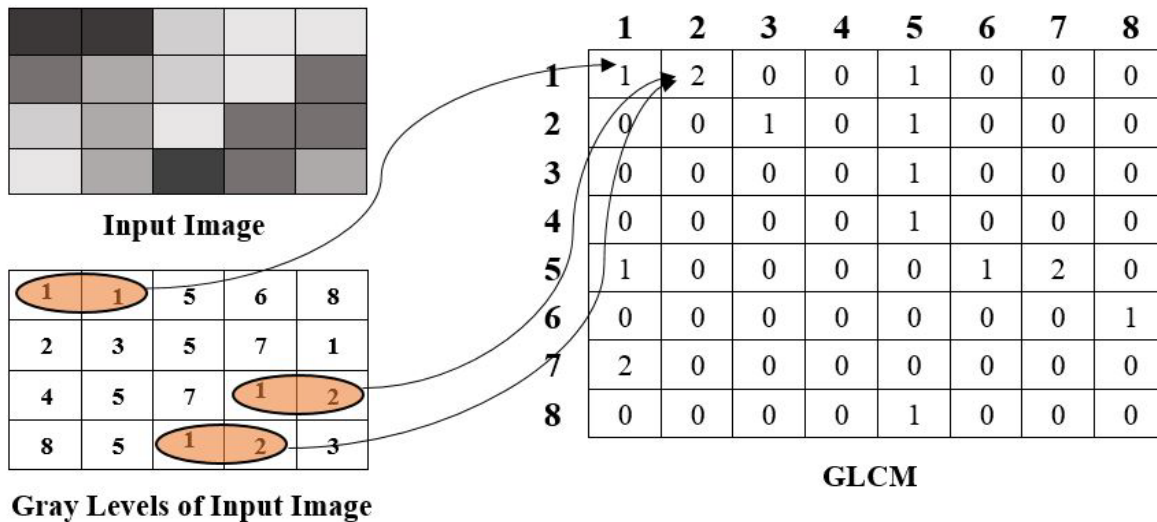 Input Image
1 1 5 6 8
2 3 5 7 1
4 5 7 1 2
8 5 1 2 3
Gray Levels of Input Image
1 2 3 4 5 6 7 8
1 1 2 0 0 1 0 0 0
2 0 0 1 0 1 0 0 0
3 0 0 0 0 1 0 0 0
4 0 0 0 0 1 0 0 0
5 1 0 0 0 0 1 2 0
6 0 0 0 0 0 0 0 1
7 2 0 0 0 0 0 0 0
8 0 0 0 0 1 0 0 0
GLCM